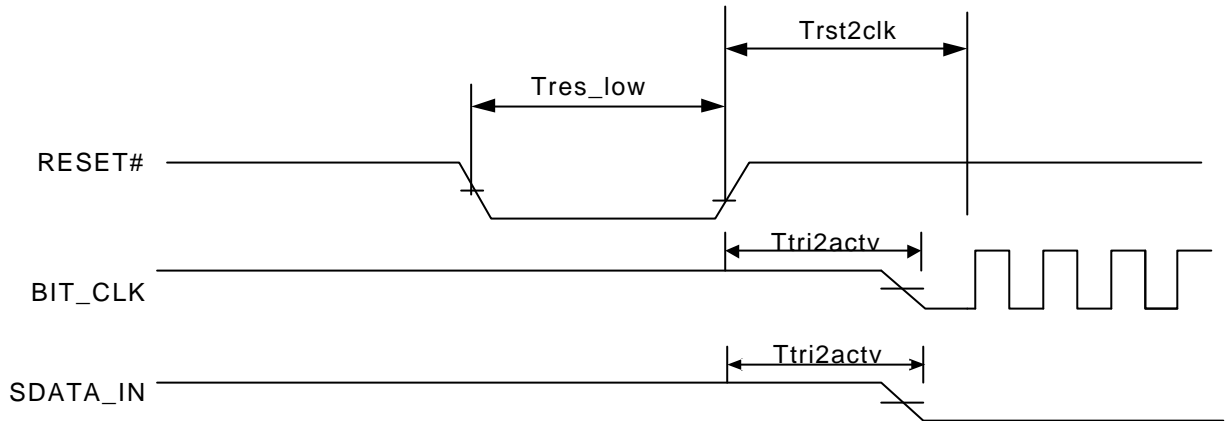 Trst2clk
Tres_low
RESET#
Ttri2actv
BIT_CLK
Ttri2actv
SDATA_IN